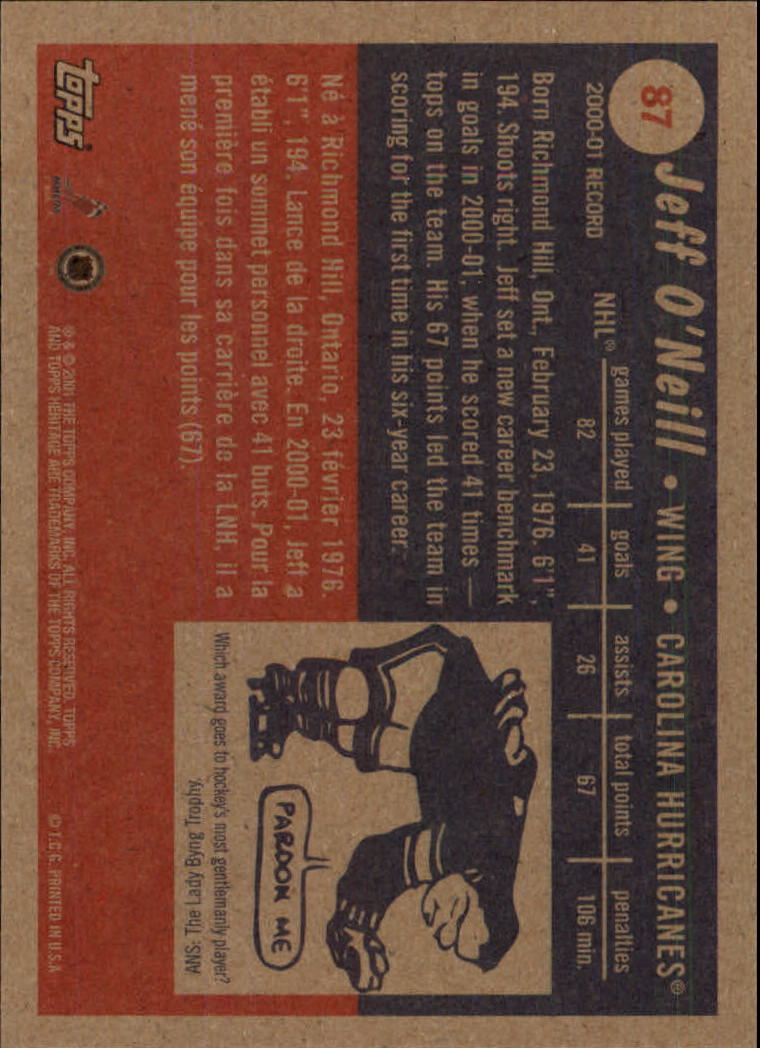 87
Jeff O'Neill • WING • CAROLINA HURRICANES®
games played goals assists total points penalties
2000-01 RECORD NHL® 82 41 26 67 106 min.
Born Richmond Hill, Ont., February 23, 1976, 6'1",
194. Shoots right. Jeff set a new career benchmark
in goals in 2000-01, when he scored 41 times —
tops on the team. His 67 points led the team in
scoring for the first time in his six-year career.
Né à Richmond Hill, Ontario, 23 février 1976.
6'1", 194, Lance de la droite. En 2000-01, Jeff a
établi un sommet personnel avec 41 buts. Pour la
première fois dans sa carrière de la LNH, il a
mené son équipe pour les points (67).
PARDON ME
Which award goes to hockey's most gentlemanly player?
ANS: The Lady Byng Trophy.
topps®
NHLPA
® & © 2001 THE TOPPS COMPANY, INC. ALL RIGHTS RESERVED. TOPPS
AND TOPPS HERITAGE ARE TRADEMARKS OF THE TOPPS COMPANY, INC.
© T.C.G. PRINTED IN U.S.A